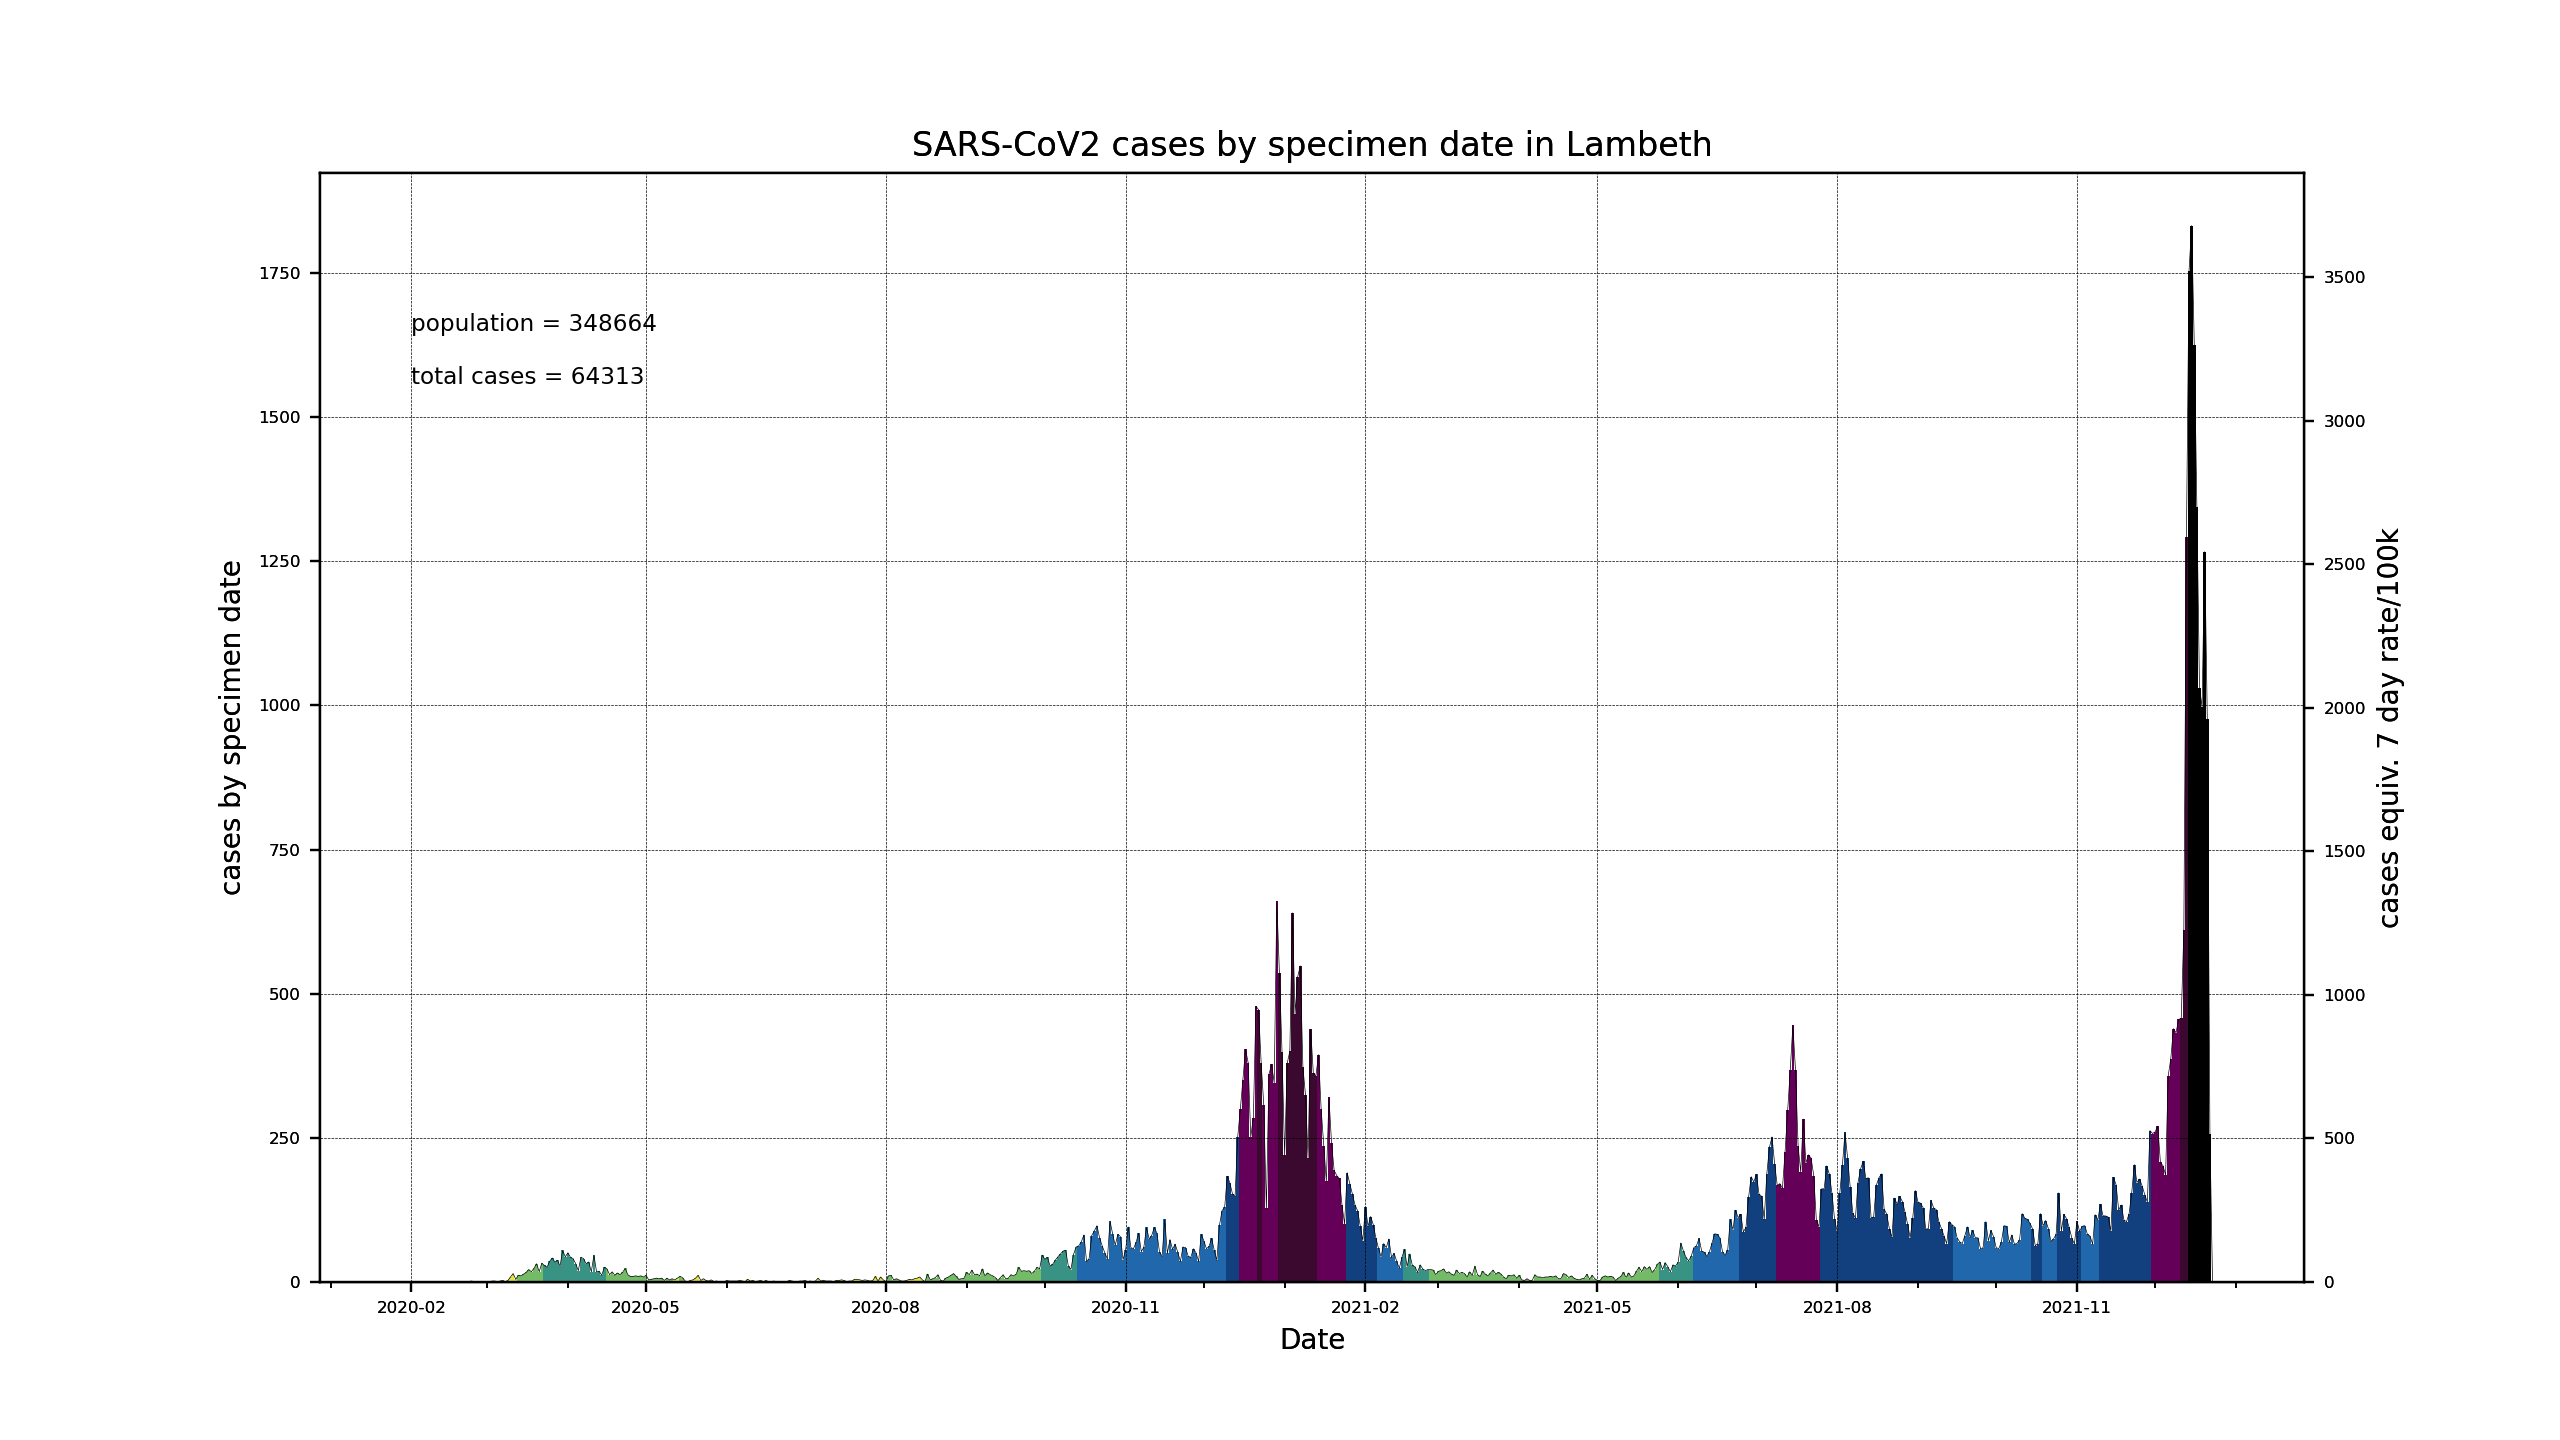 SARS-CoV2 cases by specimen date in Lambeth
population = 348664
total cases = 64313
cases by specimen date
1750
1500
1250
1000
750
500
250
0
3500
3000
2500
2000
1500
1000
500
0
cases equiv. 7 day rate/100k
2020-02 2020-05 2020-08 2020-11 2021-02 2021-05 2021-08 2021-11
Date